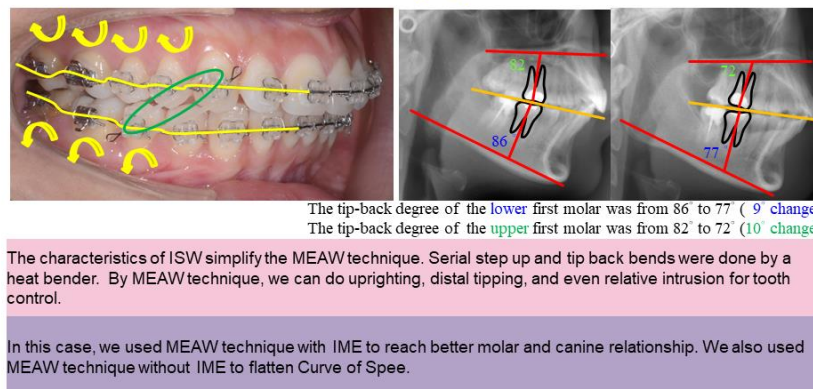 82
86
72
77
The tip-back degree of the lower first molar was from 86° to 77° ( 9° change
The tip-back degree of the upper first molar was from 82° to 72° (10° change
The characteristics of ISW simplify the MEAW technique. Serial step up and tip back bends were done by a
heat bender. By MEAW technique, we can do uprighting, distal tipping, and even relative intrusion for tooth
control.
In this case, we used MEAW technique with IME to reach better molar and canine relationship. We also used
MEAW technique without IME to flatten Curve of Spee.